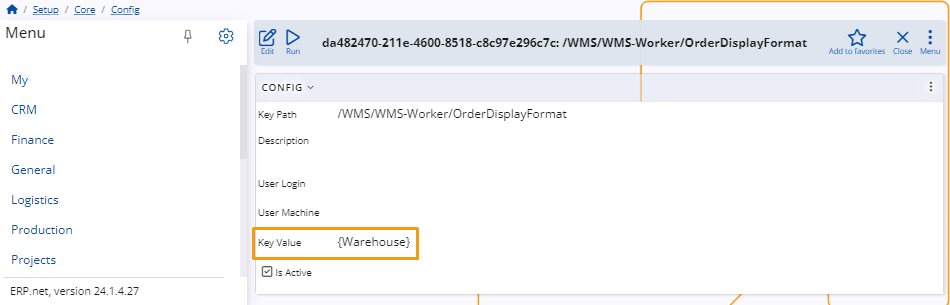 / Setup / Core / Config
Menu
My
CRM
Finance
General
Logistics
Production
Projects
ERP.net, version 24.1.4.27
Edit
Run
da482470-211e-4600-8518-c8c97e296c7c: /WMS/WMS-Worker/OrderDisplayFormat
Add to favorites
Close
Menu
CONFIG
Key Path /WMS/WMS-Worker/OrderDisplayFormat
Description
User Login
User Machine
Key Value {Warehouse}
Is Active